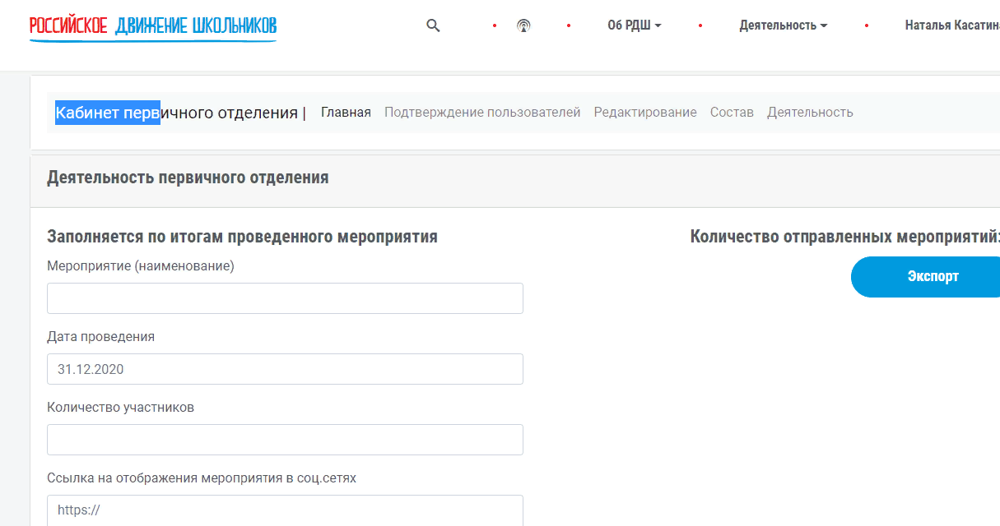 РОССИЙСКОЕ ДВИЖЕНИЕ ШКОЛЬНИКОВ
Об РДШ
Деятельность
Наталья Касатин
Кабинет первичного отделения |
Главная
Подтверждение пользователей
Редактирование
Состав
Деятельность
Деятельность первичного отделения
Заполняется по итогам проведенного мероприятия
Количество отправленных мероприятий:
Экспорт
Мероприятие (наименование)
Дата проведения
31.12.2020
Количество участников
Ссылка на отображения мероприятия в соц.сетях
https://